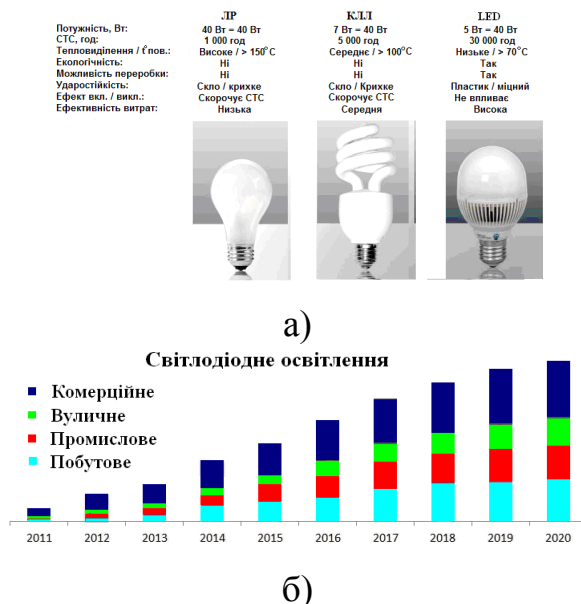 ЛР КЛЛ LED
Потужність, Вт: 40 Вт = 40 Вт 7 Вт = 40 Вт 5 Вт = 40 Вт
СТС, год: 1 000 год 5 000 год 30 000 год
Тепловиділення / t°пов.: Високе / > 150°С Середнє / > 100°С Низьке / > 70°С
Екологічність: Ні Ні Так
Можливість переробки: Ні Ні Так
Ударостійкість: Скло / крихке Скло / Крихке Пластик / міцний
Ефект вкл. / викл.: Скорочує СТС Скорочує СТС Не впливає
Ефективність витрат: Низька Середня Висока
а)
Світлодіодне освітлення
Комерційне
Вуличне
Промислове
Побутове
2011 2012 2013 2014 2015 2016 2017 2018 2019 2020
б)